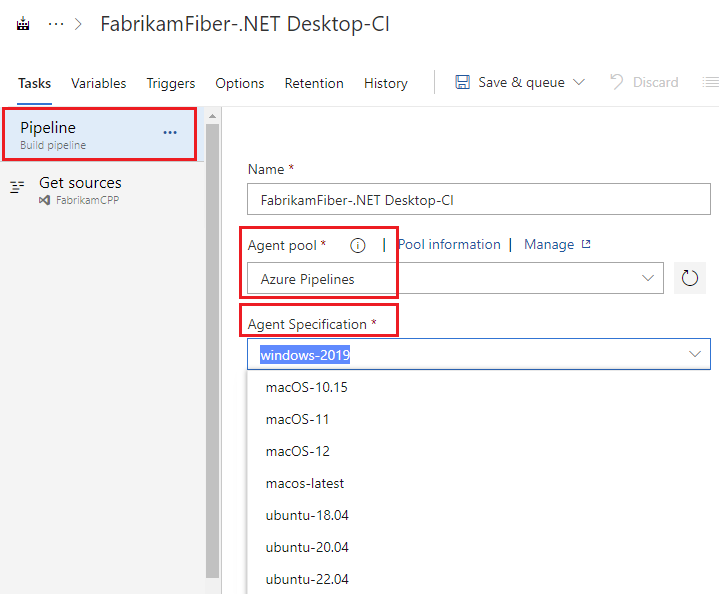 ··· > FabrikamFiber-.NET Desktop-CI
Tasks Variables Triggers Options Retention History Save & queue Discard
Pipeline ···
Build pipeline
Get sources
FabrikamCPP
Name *
FabrikamFiber-.NET Desktop-CI
Agent pool * | Pool information | Manage
Azure Pipelines
Agent Specification *
windows-2019
macOS-10.15
macOS-11
macOS-12
macos-latest
ubuntu-18.04
ubuntu-20.04
ubuntu-22.04